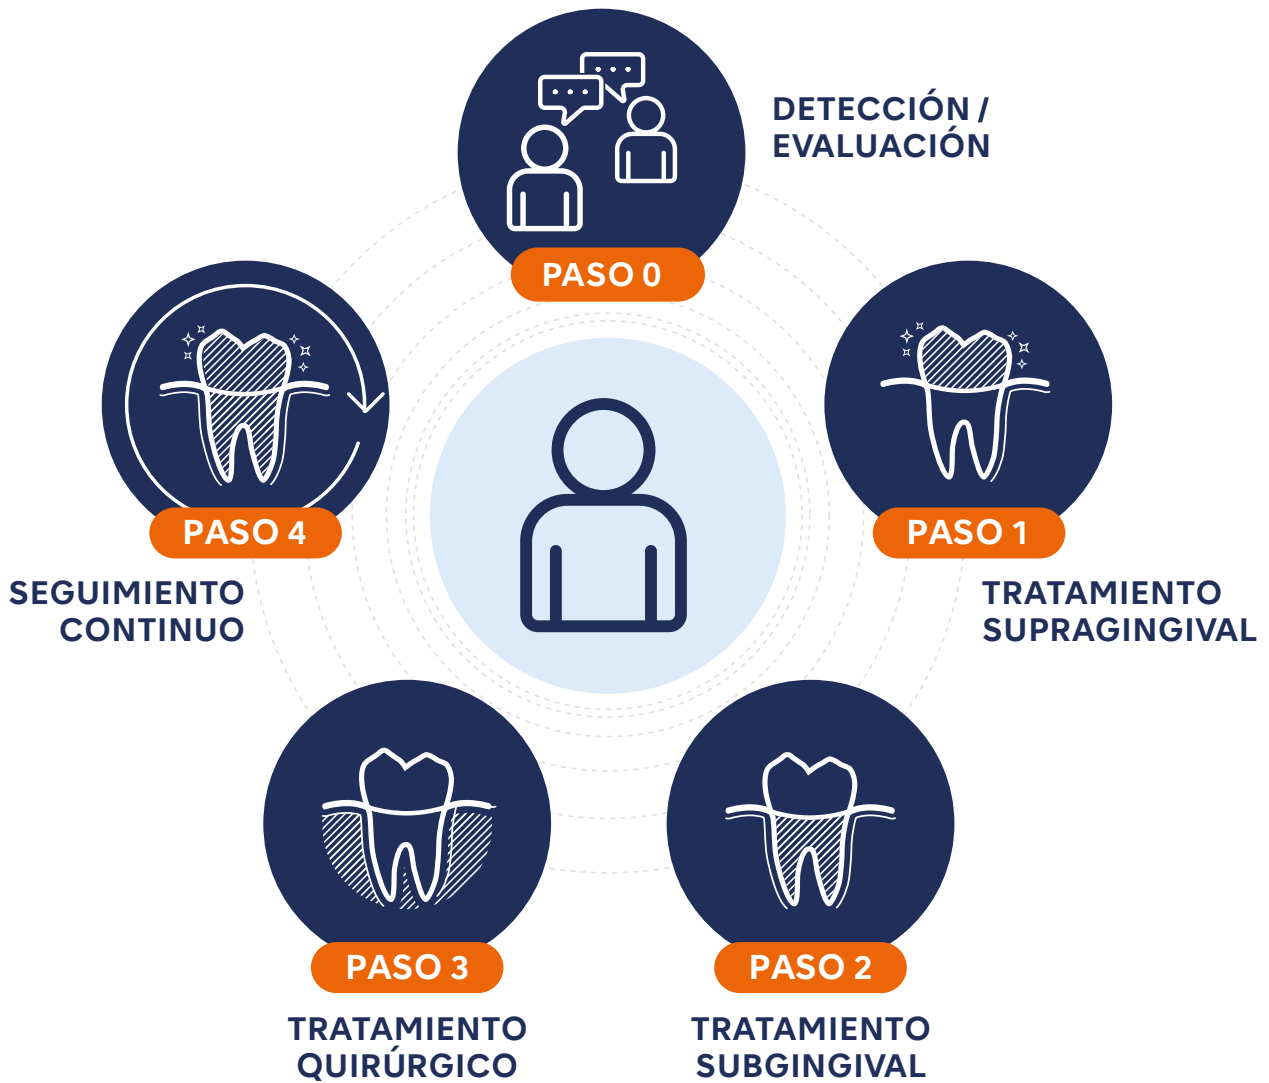 DETECCIÓN /
EVALUACIÓN
PASO 0
PASO 1
TRATAMIENTO
SUPRAGINGIVAL
PASO 2
TRATAMIENTO
SUBGINGIVAL
PASO 3
TRATAMIENTO
QUIRÚRGICO
PASO 4
SEGUIMIENTO
CONTINUO